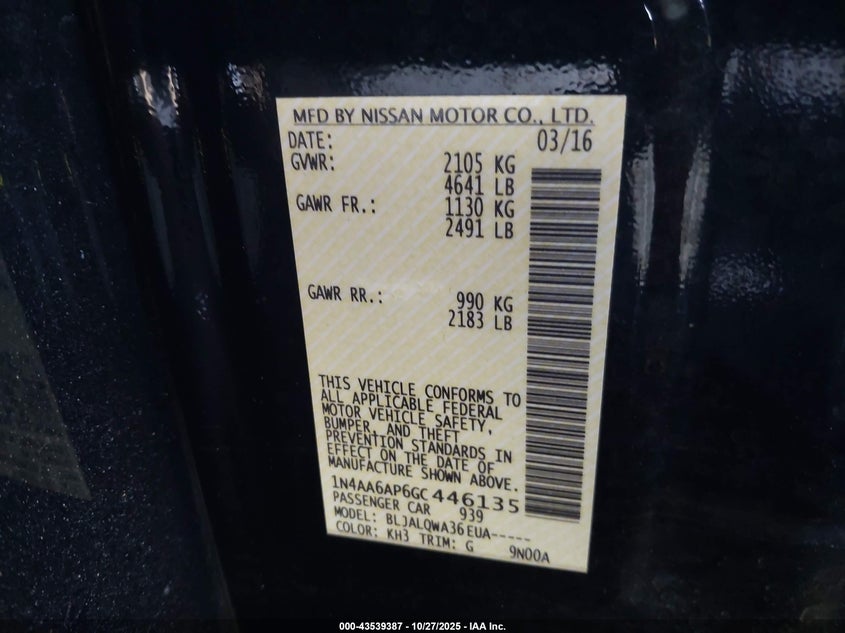 MFD BY NISSAN MOTOR CO., LTD.
DATE: 03/16
GVWR: 2105 KG
4641 LB
GAWR FR.: 1130 KG
2491 LB
GAWR RR.: 990 KG
2183 LB
THIS VEHICLE CONFORMS TO
ALL APPLICABLE FEDERAL
MOTOR VEHICLE SAFETY,
BUMPER, AND THEFT
PREVENTION STANDARDS IN
EFFECT ON THE DATE OF
MANUFACTURE SHOWN ABOVE.
1N4AA6AP6GC446135
PASSENGER CAR 939
MODEL: BLJALQWA36EUA-----
COLOR: KH3 TRIM: G 9N00A
000-43539387 - 10/27/2025 - IAA Inc.